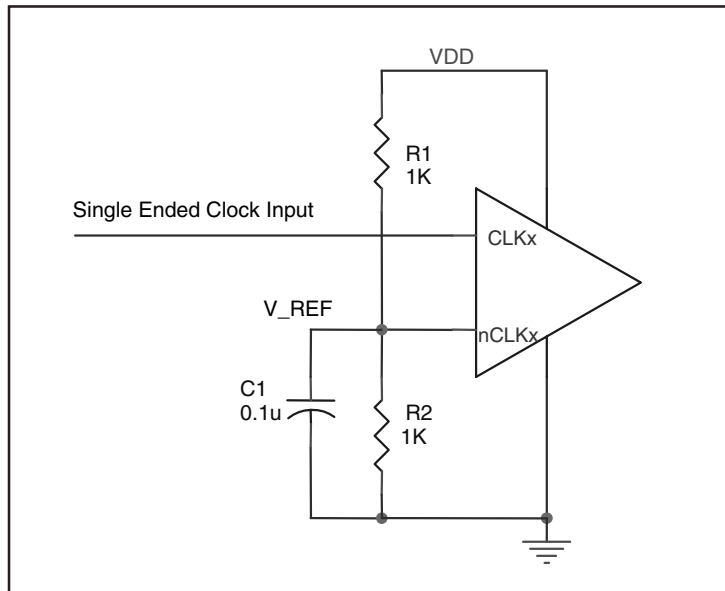 VDD
R1
1K
Single Ended Clock Input
CLKx
V_REF
nCLKx
C1
0.1u
R2
1K